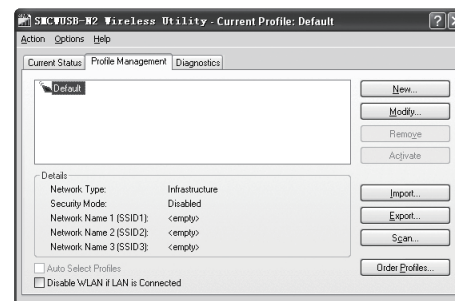 SMCWUSB-N2 Wireless Utility - Current Profile: Default
Action Options Help
Current Status Profile Management Diagnostics
Default
New...
Modify...
Remove
Activate
Details
Network Type: Infrastructure
Security Mode: Disabled
Network Name 1 (SSID1): <empty>
Network Name 2 (SSID2): <empty>
Network Name 3 (SSID3): <empty>
Import...
Export...
Scan...
Auto Select Profiles
Order Profiles...
Disable WLAN if LAN is Connected